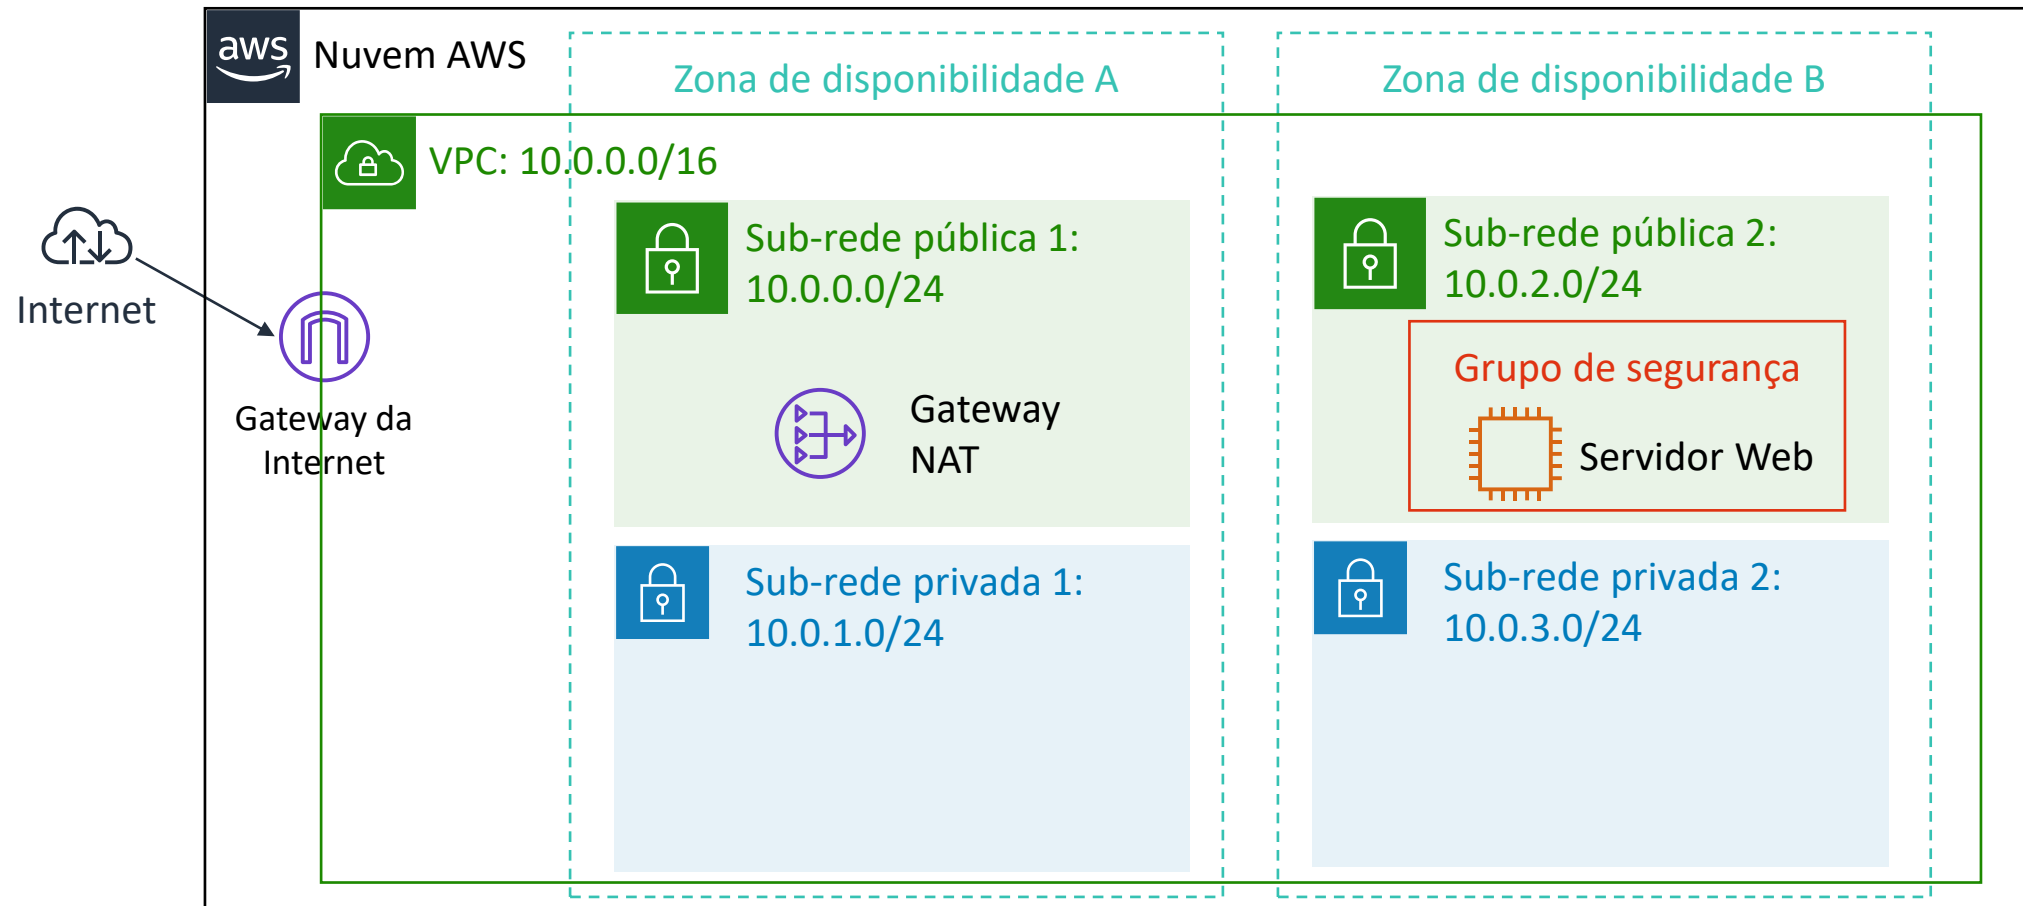 aws
Nuvem AWS
Zona de disponibilidade A
Zona de disponibilidade B
VPC: 10.0.0.0/16
Internet
Gateway da
Internet
Sub-rede pública 1:
10.0.0.0/24
Gateway
NAT
Sub-rede pública 2:
10.0.2.0/24
Grupo de segurança
Servidor Web
Sub-rede privada 1:
10.0.1.0/24
Sub-rede privada 2:
10.0.3.0/24